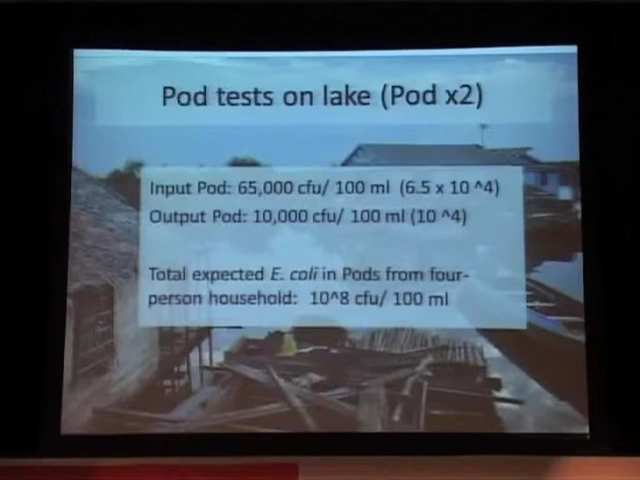 Pod tests on lake (Pod x2)
Input Pod: 65,000 cfu/ 100 ml (6.5 x 10 ^4)
Output Pod: 10,000 cfu/ 100 ml (10 ^4)
Total expected E. coli in Pods from four-
person household: 10^8 cfu/ 100 ml